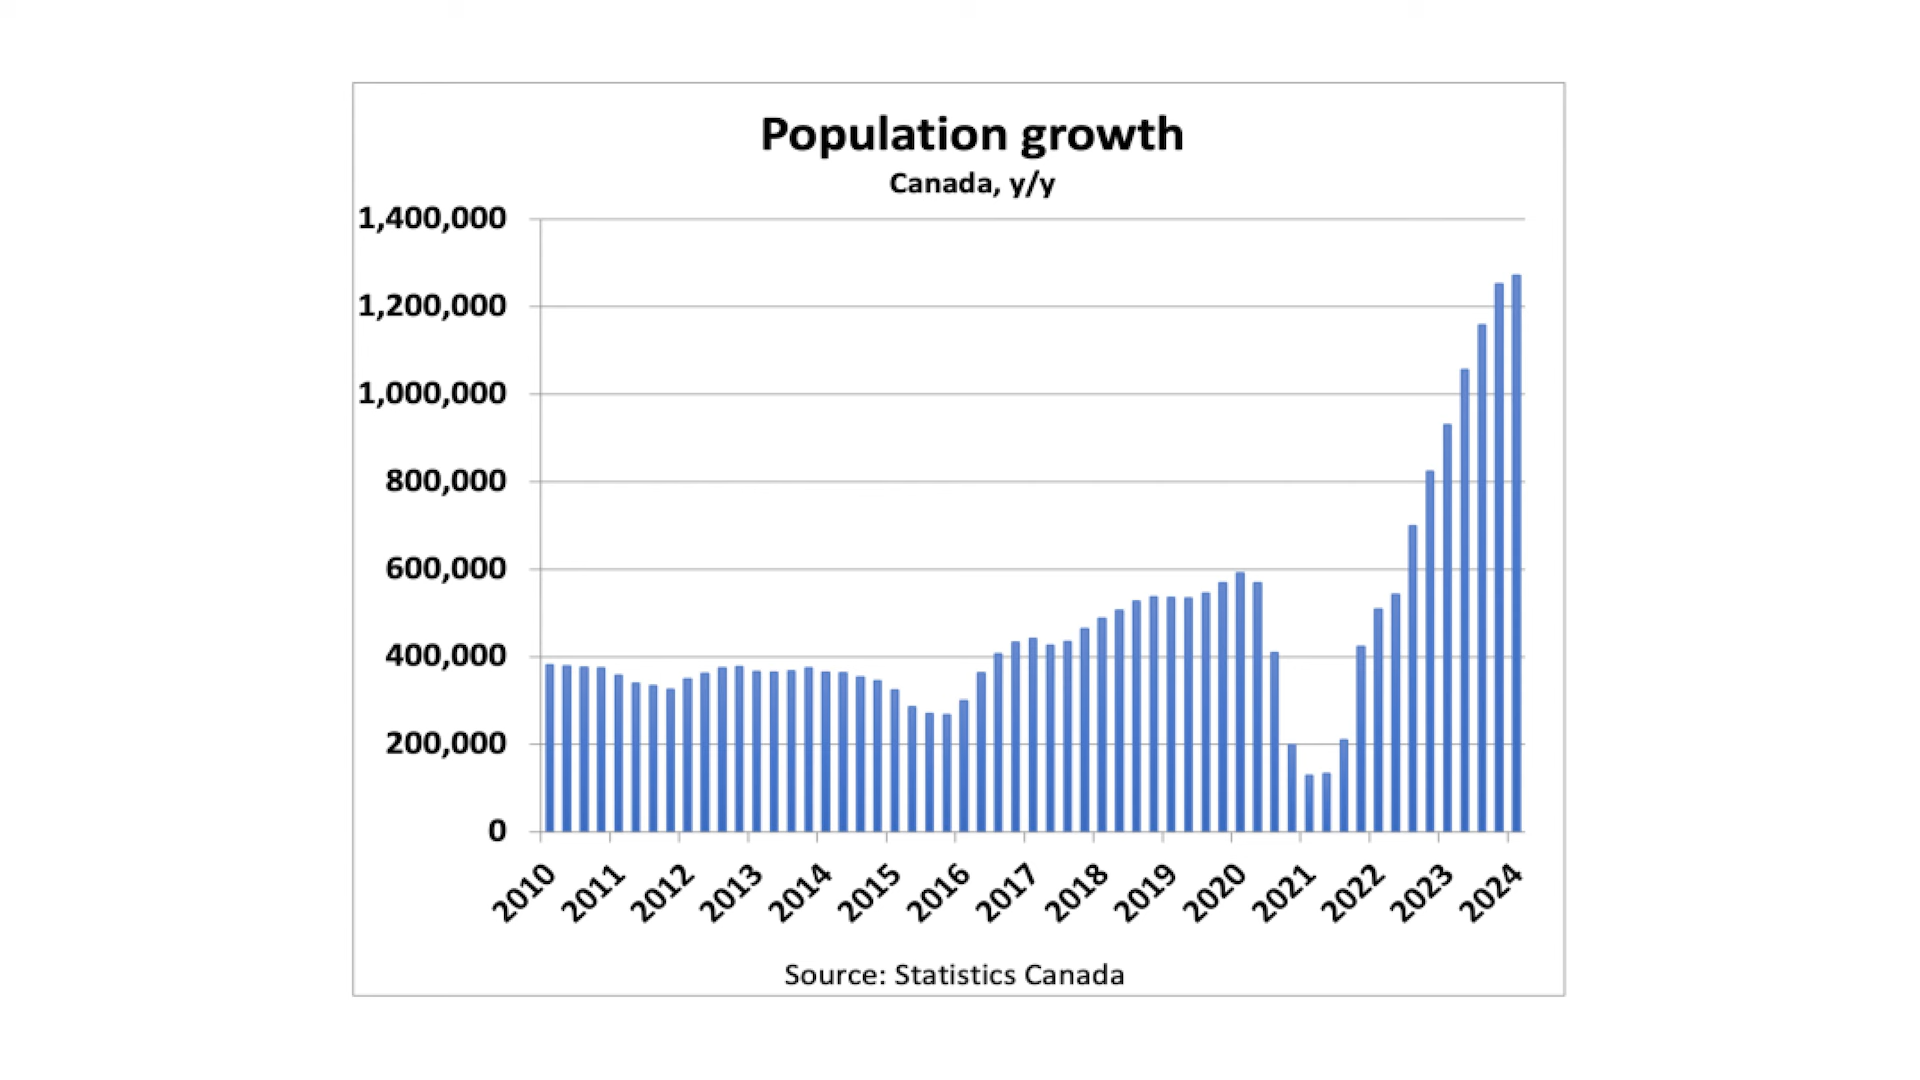 Population growth
Canada, y/y
1,400,000
1,200,000
1,000,000
800,000
600,000
400,000
200,000
0
2010 2011 2012 2013 2014 2015 2016 2017 2018 2019 2020 2021 2022 2023 2024
Source: Statistics Canada